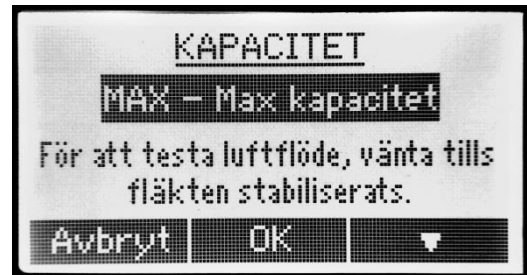 KAPACITET
MAX – Max kapacitet
För att testa luftflöde, vänta tills
fläkten stabiliserats.
Avbryt OK ▼